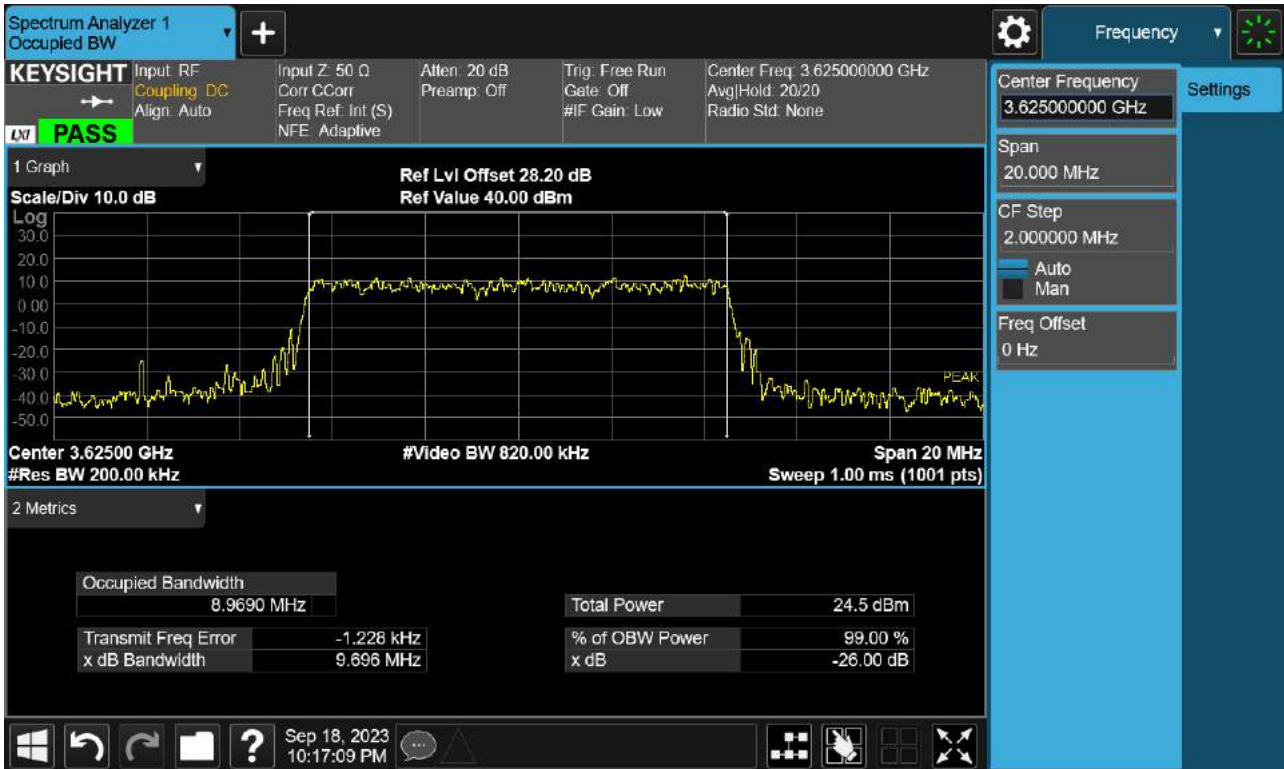 Spectrum Analyzer 1
Occupied BW
+
Frequency
KEYSIGHT
Input: RF
Coupling: DC
Align: Auto
Input Z: 50 Ω
Corr CCorr
Freq Ref: Int (S)
NFE: Adaptive
Atten: 20 dB
Preamp: Off
Trig: Free Run
Gate: Off
#IF Gain: Low
Center Freq: 3.625000000 GHz
Avg|Hold: 20/20
Radio Std: None
LXI PASS
Center Frequency
3.625000000 GHz
Settings
Span
20.000 MHz
CF Step
2.000000 MHz
Auto
Man
Freq Offset
0 Hz
1 Graph
Ref Lvl Offset 28.20 dB
Scale/Div 10.0 dB
Ref Value 40.00 dBm
Log
30.0
20.0
10.0
0.00
-10.0
-20.0
-30.0
-40.0
-50.0
PEAK
Center 3.62500 GHz
#Video BW 820.00 kHz
Span 20 MHz
#Res BW 200.00 kHz
Sweep 1.00 ms (1001 pts)
2 Metrics
Occupied Bandwidth
8.9690 MHz
Total Power 24.5 dBm
Transmit Freq Error -1.228 kHz
% of OBW Power 99.00 %
x dB Bandwidth 9.696 MHz
x dB -26.00 dB
?
Sep 18, 2023
10:17:09 PM